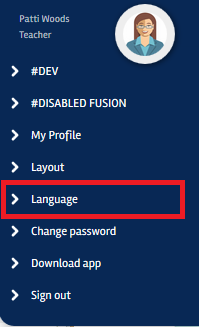 Patti Woods
Teacher
#DEV
#DISABLED FUSION
My Profile
Layout
Language
Change password
Download app
Sign out